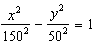 x²/150² − y²/50² = 1